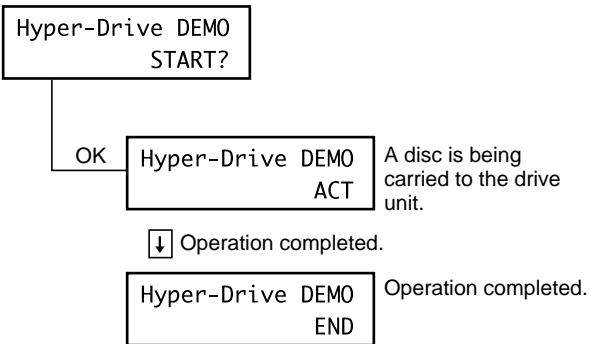 Hyper-Drive DEMO
START?
OK
Hyper-Drive DEMO
ACT
A disc is being
carried to the drive
unit.
↓ Operation completed.
Hyper-Drive DEMO
END
Operation completed.